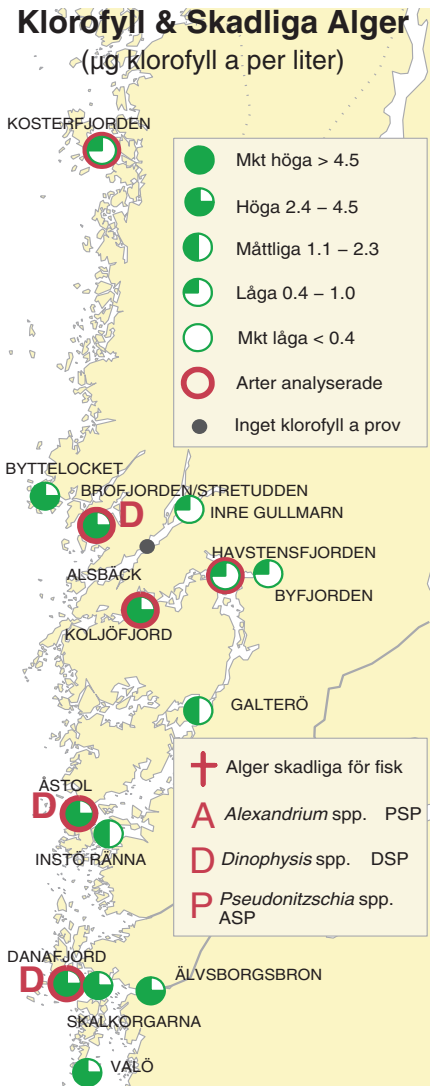 Klorofyll & Skadliga Alger
(µg klorofyll a per liter)
KOSTERFJORDEN
Mkt höga > 4.5
Höga 2.4 – 4.5
Måttliga 1.1 – 2.3
Låga 0.4 – 1.0
Mkt låga < 0.4
Arter analyserade
Inget klorofyll a prov
BYTTELOCKET
BROFJORDEN/STRETUDDEN
D
INRE GULLMARN
HAVSTENSFJORDEN
ALSBÄCK
BYFJORDEN
KOLJÖFJORD
GALTERÖ
Alger skadliga för fisk
ÅSTOL
D
A Alexandrium spp. PSP
INSTÖ RÄNNA
D Dinophysis spp. DSP
P Pseudonitzschia spp.
ASP
DANAFJORD
D
ÄLVSBORGSBRON
SKALKORGARNA
VALÖ